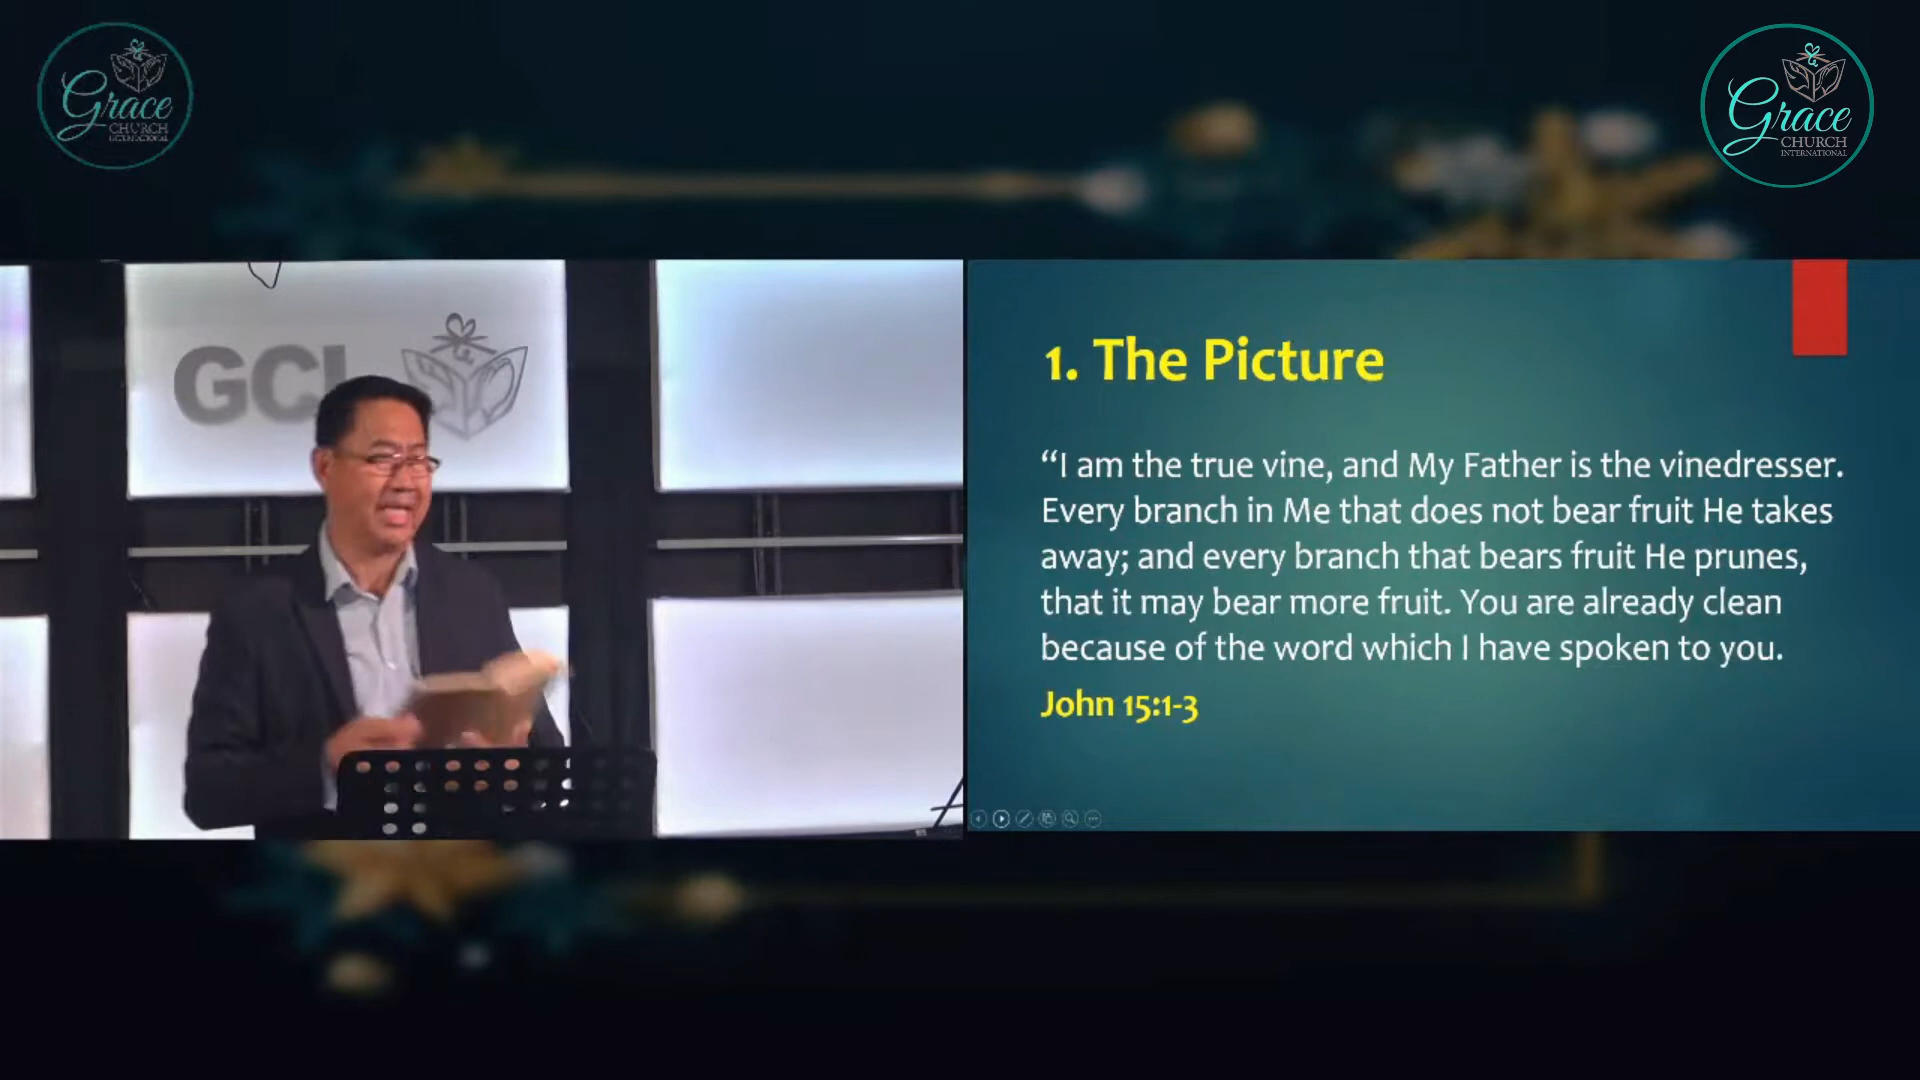 Grace
CHURCH
INTERNATIONAL
Grace
CHURCH
INTERNATIONAL
GCI
1. The Picture
“I am the true vine, and My Father is the vinedresser.
Every branch in Me that does not bear fruit He takes
away; and every branch that bears fruit He prunes,
that it may bear more fruit. You are already clean
because of the word which I have spoken to you.
John 15:1-3